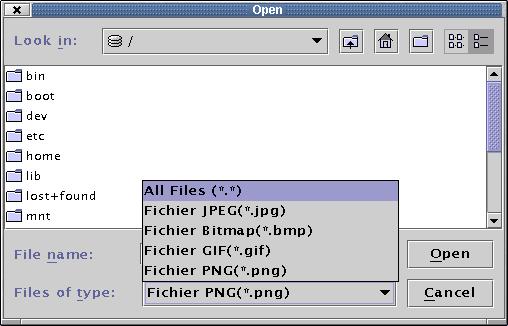 Open
Look in: /
bin
boot
dev
etc
home
lib
lost+found
mnt
All Files (*.*)
Fichier JPEG(*.jpg)
Fichier Bitmap(*.bmp)
Fichier GIF(*.gif)
Fichier PNG(*.png)
File name: Open
Files of type: Fichier PNG(*.png) Cancel